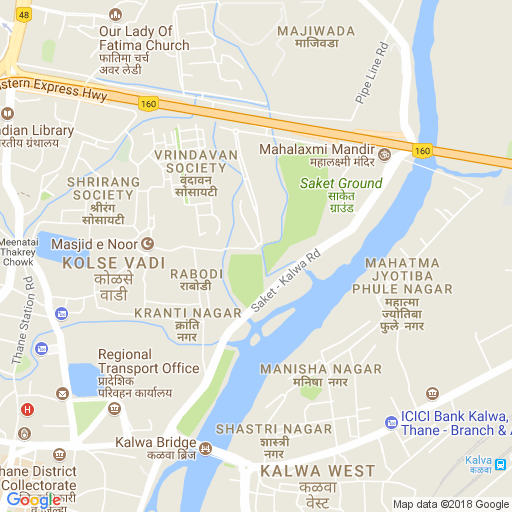 48
Our Lady Of
Fatima Church
फातिमा चर्च
अवर लेडी
MAJIWADA
माजिवडा
Pipe Line Rd
astern Express Hwy
160
ndian Library
भारतीय ग्रंथालय
Mahalaxmi Mandir
महालक्ष्मी मंदिर
160
VRINDAVAN
SOCIETY
वृंदावन
सोसायटी
SHRIRANG
SOCIETY
श्रीरंग
सोसायटी
Saket Ground
साकेत
ग्राउंड
Meenatai
Thakrey
Chowk
Masjid e Noor
KOLSE VADI
कोळसे
वाडी
RABODI
राबोडी
Saket - Kalwa Rd
MAHATMA
JYOTIBA
PHULE NAGAR
महात्मा
ज्योतिबा
फुले नगर
Thane Station Rd
KRANTI NAGAR
क्रांति
नगर
Regional
Transport Office
प्रादेशिक
परिवहन कार्यालय
MANISHA NAGAR
मनिषा नगर
H
SHASTRI NAGAR
शास्त्री
नगर
ICICI Bank Kalwa,
Thane - Branch & A
Kalwa Bridge
कळवा ब्रिज
KALWA WEST
कळवा
वेस्ट
Kalva
कळवा
hane District
Collectorate
Google
Map data ©2018 Google